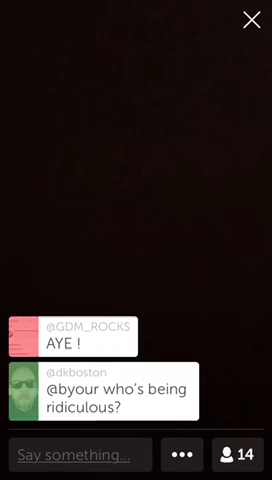 @GDM_ROCKS
AYE !
@dkboston
@byour who's being
ridiculous?
Say something...
14